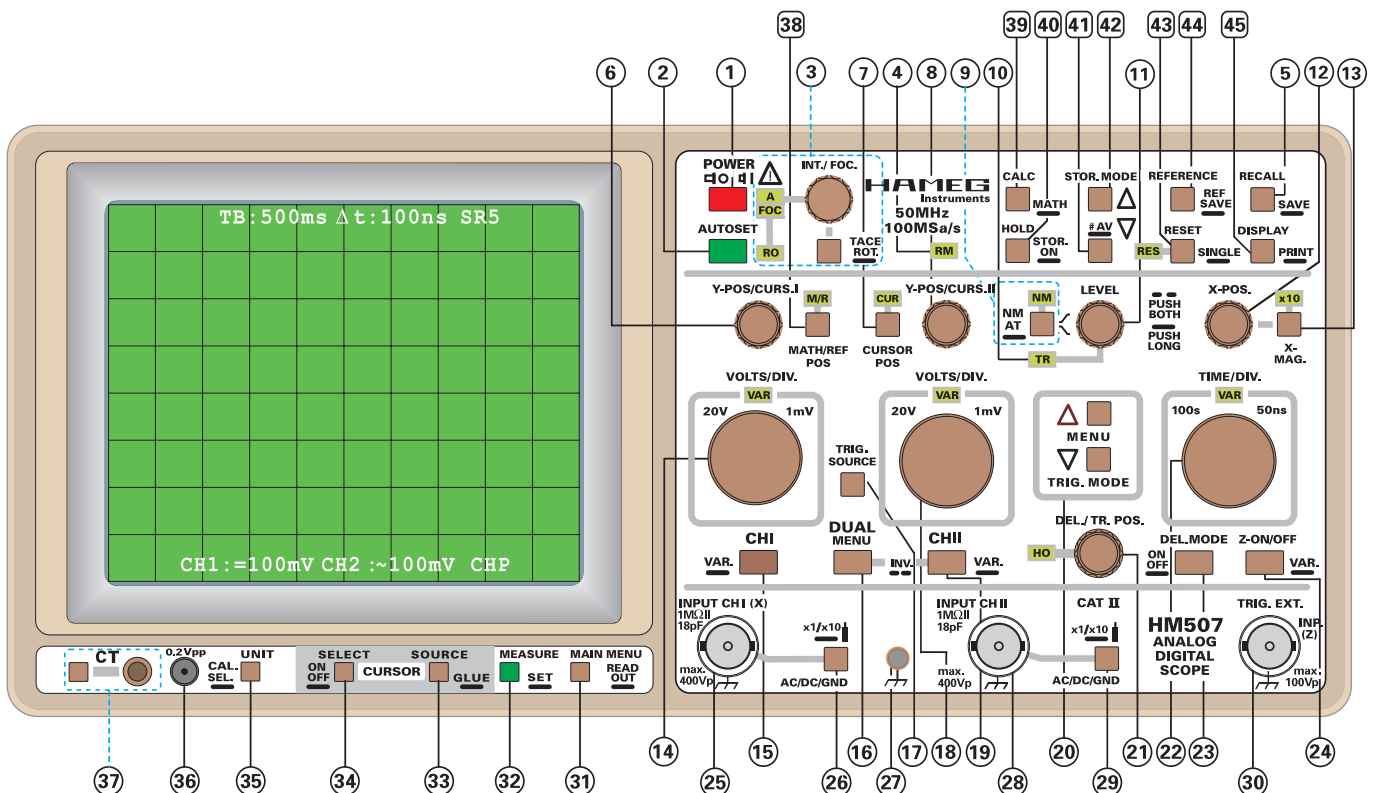 38 39 40 41 42 43 44 45
6 2 1 3 7 4 8 9 10 11 5 12 13
POWER
INT./ FOC.
A
FOC
RO
AUTOSET
TACE
ROT.
HAMEG
Instruments
50MHz
100MSa/s
RM
CALC
MATH
HOLD
STOR.
ON
STOR. MODE
# AV
REFERENCE
REF
SAVE
RESET
RES
SINGLE
RECALL
SAVE
DISPLAY
PRINT
TB:500ms Δt:100ns SR5
CH1:=100mV CH2 :~100mV CHP
Y-POS/CURS.I
M/R
MATH/REF
POS
CUR
CURSOR
POS
Y-POS/CURS.II
NM
AT
NM
LEVEL
TR
PUSH
BOTH
PUSH
LONG
X-POS.
x10
X-
MAG.
VOLTS/DIV.
VAR
20V 1mV
TRIG.
SOURCE
VOLTS/DIV.
VAR
20V 1mV
MENU
TRIG. MODE
TIME/DIV.
VAR
100s 50ns
CHI
VAR.
DUAL
MENU
INV.
CHII
VAR.
DEL./ TR. POS.
HO
ON
OFF
DEL.MODE
Z-ON/OFF
VAR.
INPUT CHI (X)
1MΩII
18pF
max.
400Vp
x1/x10
AC/DC/GND
INPUT CH II
1MΩII
18pF
max.
400Vp
CAT II
x1/x10
AC/DC/GND
HM507
ANALOG
DIGITAL
SCOPE
TRIG. EXT.
INP.
(Z)
max.
100Vp
CT
0.2Vpp
CAL.
SEL.
UNIT
SELECT
ON
OFF
CURSOR
SOURCE
GLUE
MEASURE
SET
MAIN MENU
READ
OUT
14 15 16 17 18 19 20 21 22 23 24
37 36 35 34 33 32 31 25 26 27 28 29 30